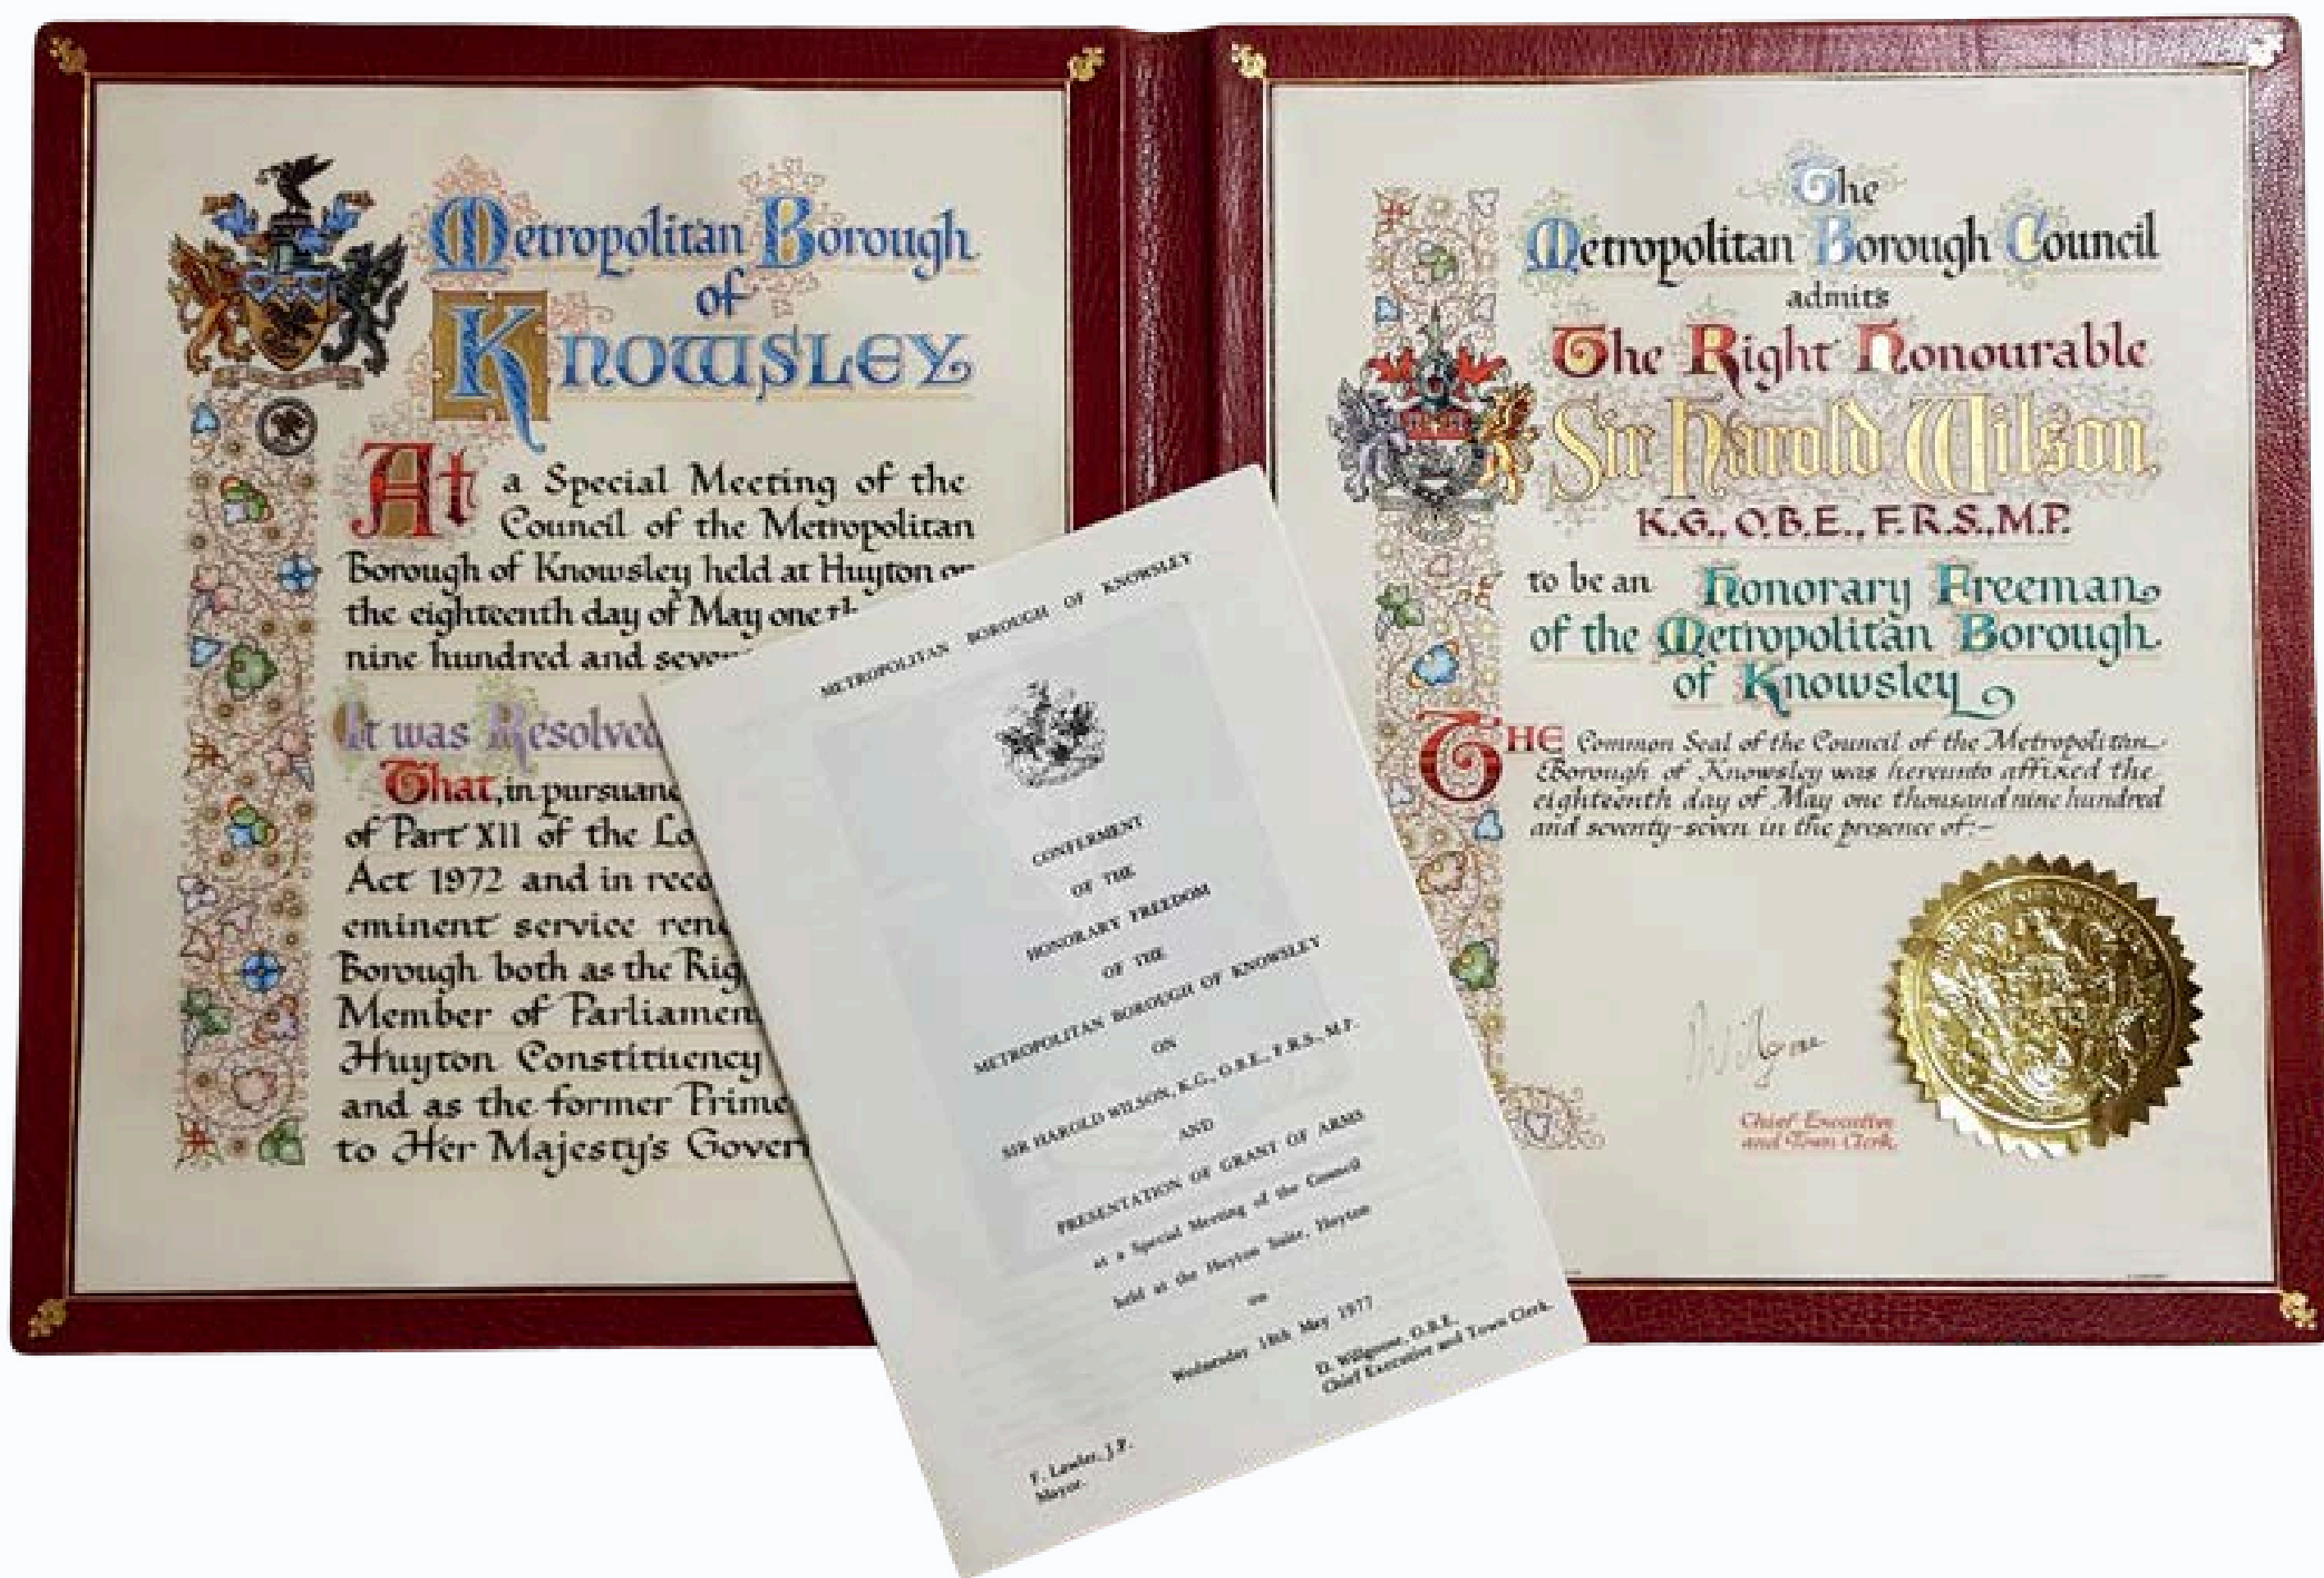 Metropolitan Borough
of
Knowsley
At a Special Meeting of the
Council of the Metropolitan
Borough of Knowsley held at Huyton on
the eighteenth day of May one th
nine hundred and seven
It was Resolved
That, in pursuanc
of Part XII of the Lo
Act 1972 and in reco
eminent service rend
Borough both as the Rig
Member of Parliamen
Huyton Constituency
and as the former Prime
to Her Majesty's Govern
METROPOLITAN BOROUGH OF KNOWSLEY
CONFERMENT
OF THE
HONORARY FREEDOM
OF THE
METROPOLITAN BOROUGH OF KNOWSLEY
ON
SIR HAROLD WILSON, K.G., O.B.E., F.R.S., M.P.
AND
PRESENTATION OF GRANT OF ARMS
at a Special Meeting of the Council
held at the Huyton Suite, Huyton
on
Wednesday 18th May 1977
D. Willgoose, O.B.E.
Chief Executive and Town Clerk.
F. Lawler, J.P.
Mayor.
The
Metropolitan Borough Council
admits
The Right Honourable
Sir Harold Wilson,
K.G., O.B.E., F.R.S., M.P.
to be an Honorary Freeman
of the Metropolitan Borough
of Knowsley
THE Common Seal of the Council of the Metropolitan
Borough of Knowsley was hereunto affixed the
eighteenth day of May one thousand nine hundred
and seventy-seven in the presence of:-
Chief Executive
and Town Clerk.